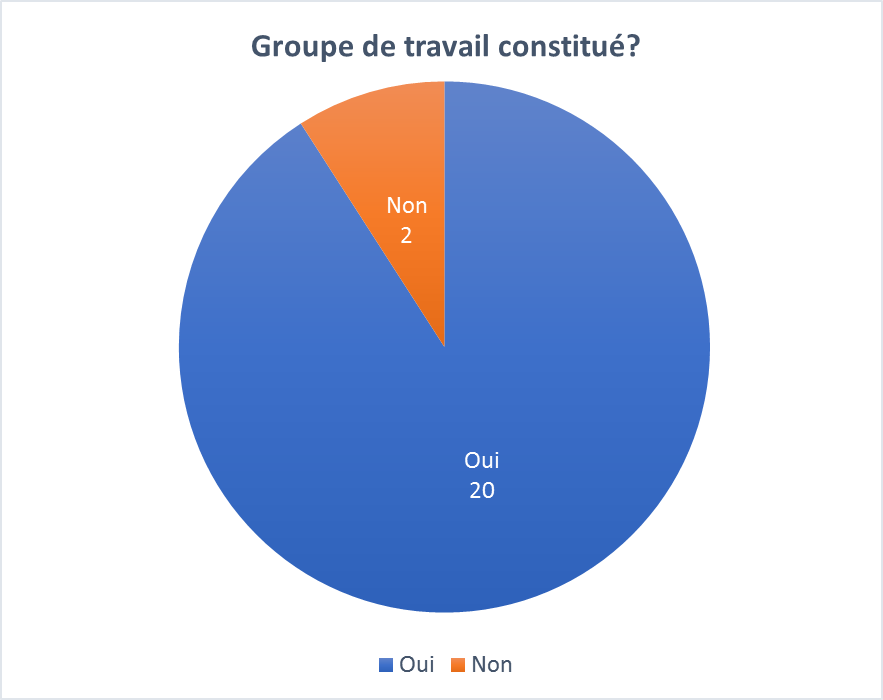 Groupe de travail constitué?
Non
2
Oui
20
Oui Non